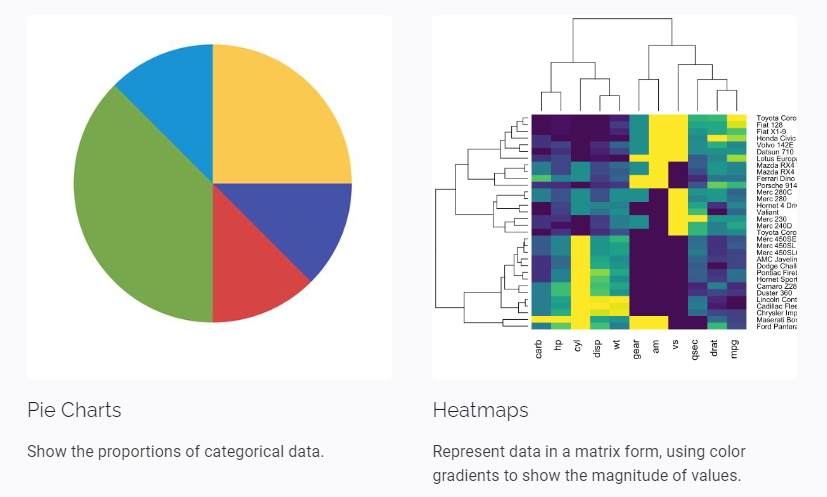 Toyota Coro
Fiat 128
Fiat X1-9
Honda Civic
Volvo 142E
Datsun 710
Lotus Europa
Mazda RX4
Mazda RX4
Ferrari Dino
Porsche 914
Merc 280C
Merc 280
Hornet 4 Driv
Valiant
Merc 230
Merc 240D
Toyota Coro
Merc 450SE
Merc 450SL
Merc 450SL
AMC Javelin
Dodge Chall
Pontiac Fireb
Hornet Sport
Camaro Z28
Duster 360
Lincoln Cont
Cadillac Flee
Chrysler Imp
Maserati Bor
Ford Pantera
carb
hp
cyl
disp
wt
gear
am
vs
qsec
drat
mpg
Pie Charts
Show the proportions of categorical data.
Heatmaps
Represent data in a matrix form, using color
gradients to show the magnitude of values.